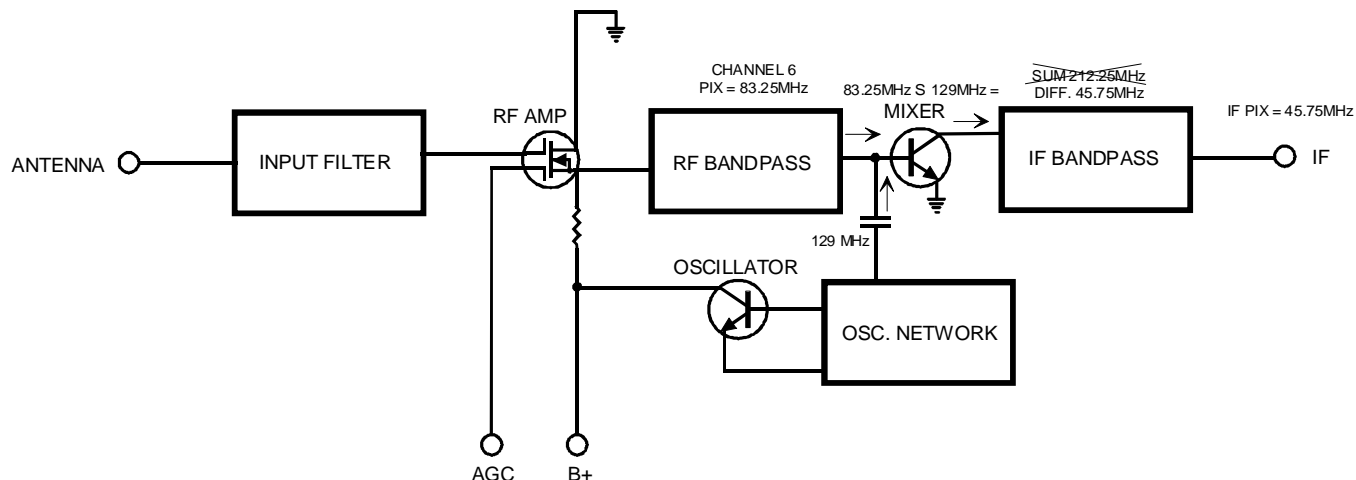 CHANNEL 6
PIX = 83.25MHz
83.25MHz S 129MHz =
MIXER
SUM 212.25MHz
DIFF. 45.75MHz
IF PIX = 45.75MHz
RF AMP
ANTENNA
INPUT FILTER
RF BANDPASS
IF BANDPASS
IF
129 MHz
OSCILLATOR
OSC. NETWORK
AGC
B+